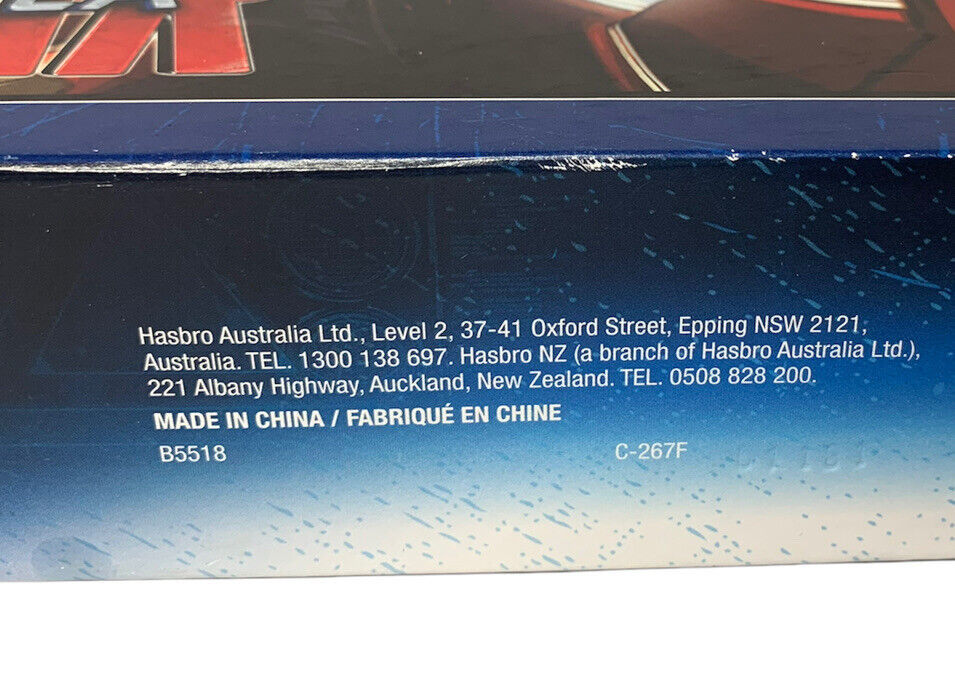 Hasbro Australia Ltd., Level 2, 37-41 Oxford Street, Epping NSW 2121,
Australia. TEL. 1300 138 697. Hasbro NZ (a branch of Hasbro Australia Ltd.),
221 Albany Highway, Auckland, New Zealand. TEL. 0508 828 200.
MADE IN CHINA / FABRIQUÉ EN CHINE
B5518 C-267F